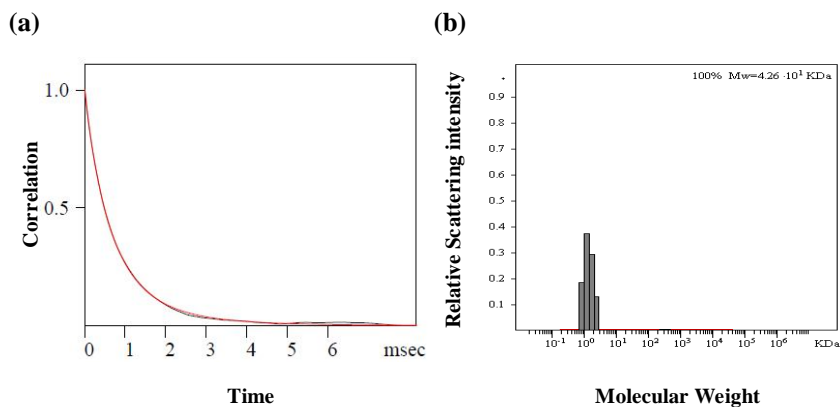 (a)
1.0
0.5
Correlation
0 1 2 3 4 5 6 msec
Time
(b)
100% Mw=4.26 ·10¹ KDa
0.9
0.8
0.7
0.6
0.5
0.4
0.3
0.2
0.1
Relative Scattering intensity
10⁻¹ 10⁰ 10¹ 10² 10³ 10⁴ 10⁵ 10⁶ KDa
Molecular Weight